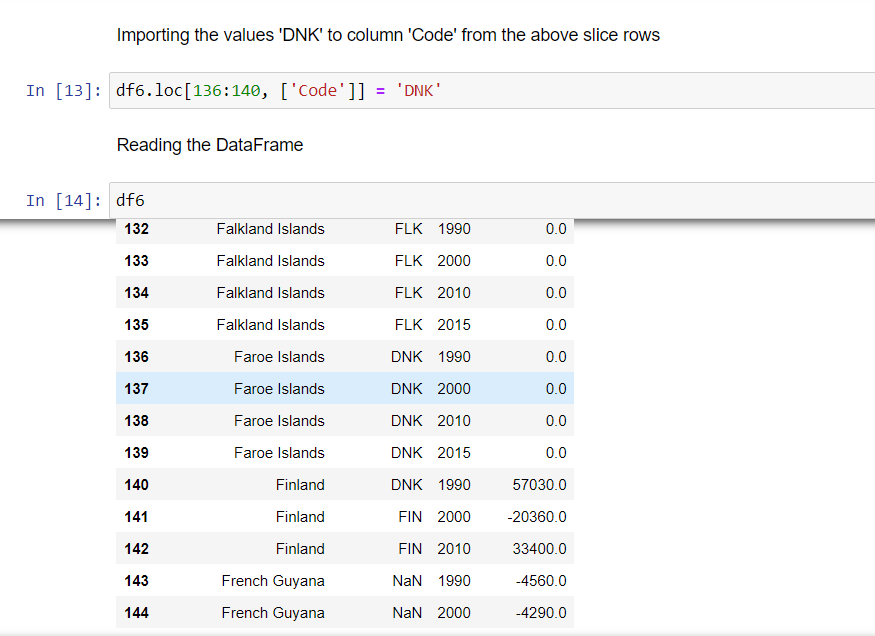 Importing the values 'DNK' to column 'Code' from the above slice rows
In [13]: df6.loc[136:140, ['Code']] = 'DNK'
Reading the DataFrame
In [14]: df6
132 Falkland Islands FLK 1990 0.0
133 Falkland Islands FLK 2000 0.0
134 Falkland Islands FLK 2010 0.0
135 Falkland Islands FLK 2015 0.0
136 Faroe Islands DNK 1990 0.0
137 Faroe Islands DNK 2000 0.0
138 Faroe Islands DNK 2010 0.0
139 Faroe Islands DNK 2015 0.0
140 Finland DNK 1990 57030.0
141 Finland FIN 2000 -20360.0
142 Finland FIN 2010 33400.0
143 French Guyana NaN 1990 -4560.0
144 French Guyana NaN 2000 -4290.0